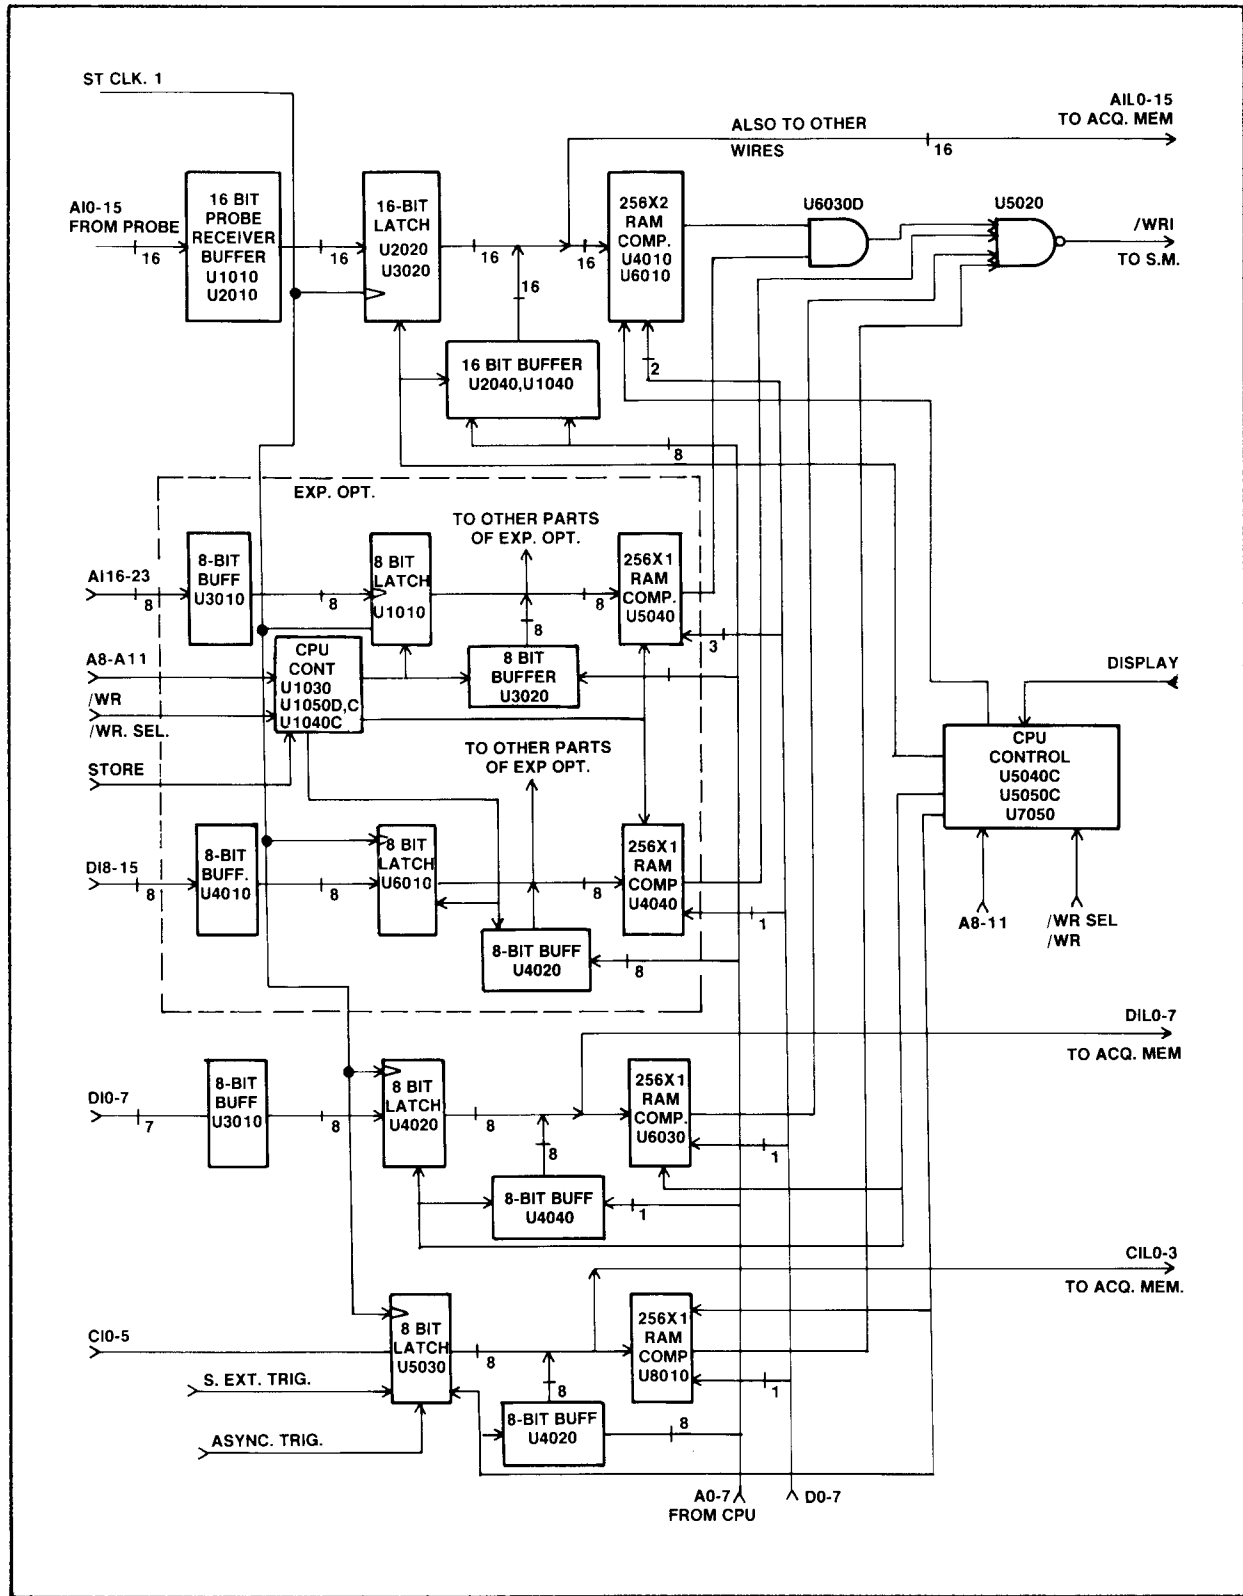 ST CLK. 1
AIL0-15
TO ACQ. MEM
ALSO TO OTHER
WIRES
16
AI0-15
FROM PROBE
16
16 BIT
PROBE
RECEIVER
BUFFER
U1010
U2010
16
16-BIT
LATCH
U2020
U3020
16
16
256X2
RAM
COMP.
U4010
U6010
U6030D
U5020
/WRI
TO S.M.
16
16 BIT BUFFER
U2040,U1040
2
8
EXP. OPT.
TO OTHER PARTS
OF EXP. OPT.
AI16-23
8
8-BIT
BUFF
U3010
8
8 BIT
LATCH
U1010
8
8
256X1
RAM
COMP.
U5040
3
A8-A11
/WR
/WR. SEL.
STORE
CPU
CONT
U1030
U1050D,C
U1040C
8 BIT
BUFFER
U3020
DISPLAY
TO OTHER PARTS
OF EXP OPT.
CPU
CONTROL
U5040C
U5050C
U7050
DI8-15
8
8-BIT
BUFF.
U4010
8
8 BIT
LATCH
U6010
8
256X1
RAM
COMP
U4040
1
A8-11
/WR SEL
/WR
8-BIT BUFF
U4020
8
DIL0-7
TO ACQ. MEM
DI0-7
7
8-BIT
BUFF
U3010
8
8 BIT
LATCH
U4020
8
8
256X1
RAM
COMP.
U6030
1
8-BIT BUFF
U4040
1
CIL0-3
TO ACQ. MEM.
CI0-5
8 BIT
LATCH
U5030
8
8
256X1
RAM
COMP
U8010
1
S. EXT. TRIG.
8-BIT BUFF
U4020
8
ASYNC. TRIG.
A0-7
FROM CPU
D0-7